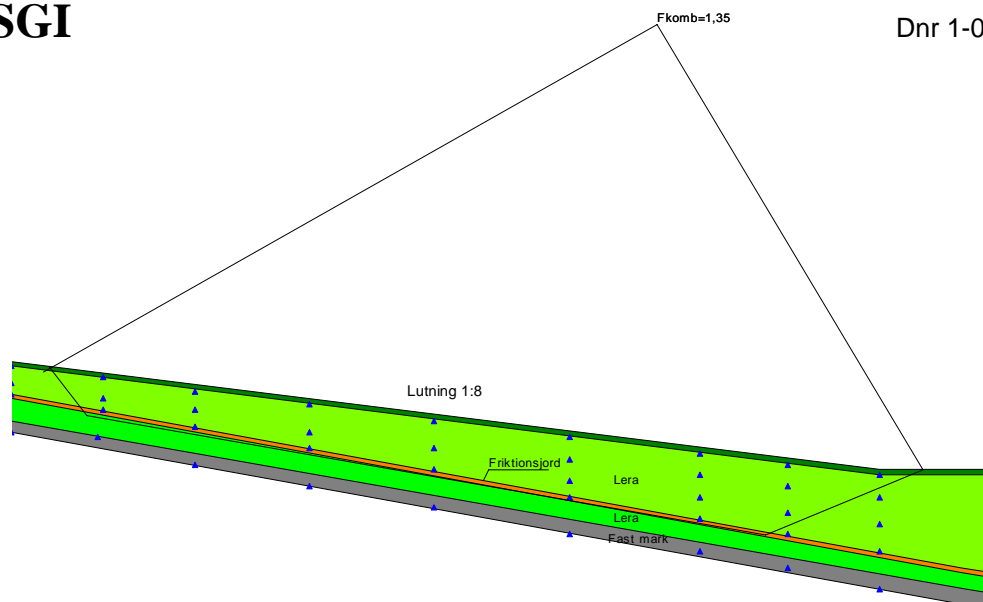 SGI
Fkomb=1,35
Dnr 1-0
Lutning 1:8
Friktionsjord
Lera
Lera
Fast mark